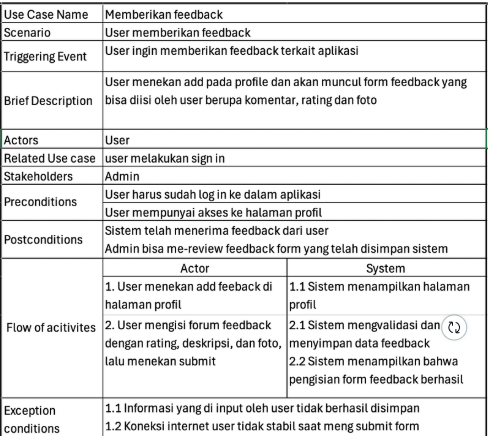 Use Case Name Memberikan feedback
Scenario User memberikan feedback
Triggering Event User ingin memberikan feedback terkait aplikasi
Brief Description User menekan add pada profile dan akan muncul form feedback yang
bisa diisi oleh user berupa komentar, rating dan foto
Actors User
Related Use case user melakukan sign in
Stakeholders Admin
Preconditions User harus sudah log in ke dalam aplikasi
User mempunyai akses ke halaman profil
Postconditions Sistem telah menerima feedback dari user
Admin bisa me-review feedback form yang telah disimpan sistem
Flow of acitivites
Actor System
1. User menekan add feeback di
halaman profil
1.1 Sistem menampilkan halaman
profil
2. User mengisi forum feedback
dengan rating, deskripsi, dan foto,
lalu menekan submit
2.1 Sistem mengvalidasi dan
menyimpan data feedback
2.2 Sistem menampilkan bahwa
pengisian form feedback berhasil
Exception
conditions
1.1 Informasi yang di input oleh user tidak berhasil disimpan
1.2 Koneksi internet user tidak stabil saat meng submit form